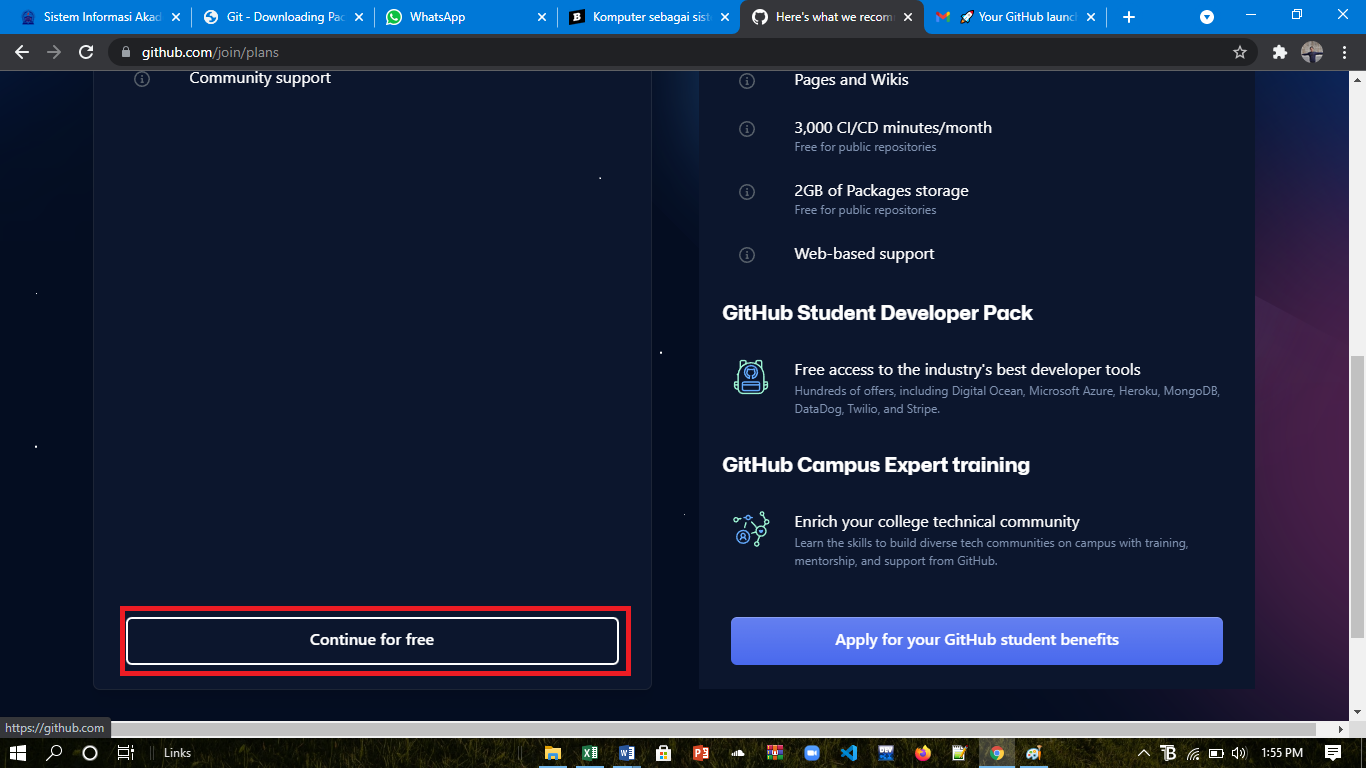 Sistem Informasi Akad
Git - Downloading Pac
WhatsApp
Komputer sebagai sist
Here's what we recom
Your GitHub launc
github.com/join/plans
Community support
Pages and Wikis
3,000 CI/CD minutes/month
Free for public repositories
2GB of Packages storage
Free for public repositories
Web-based support
GitHub Student Developer Pack
Free access to the industry's best developer tools
Hundreds of offers, including Digital Ocean, Microsoft Azure, Heroku, MongoDB,
DataDog, Twilio, and Stripe.
GitHub Campus Expert training
Enrich your college technical community
Learn the skills to build diverse tech communities on campus with training,
mentorship, and support from GitHub.
Continue for free
Apply for your GitHub student benefits
https://github.com
Links
1:55 PM